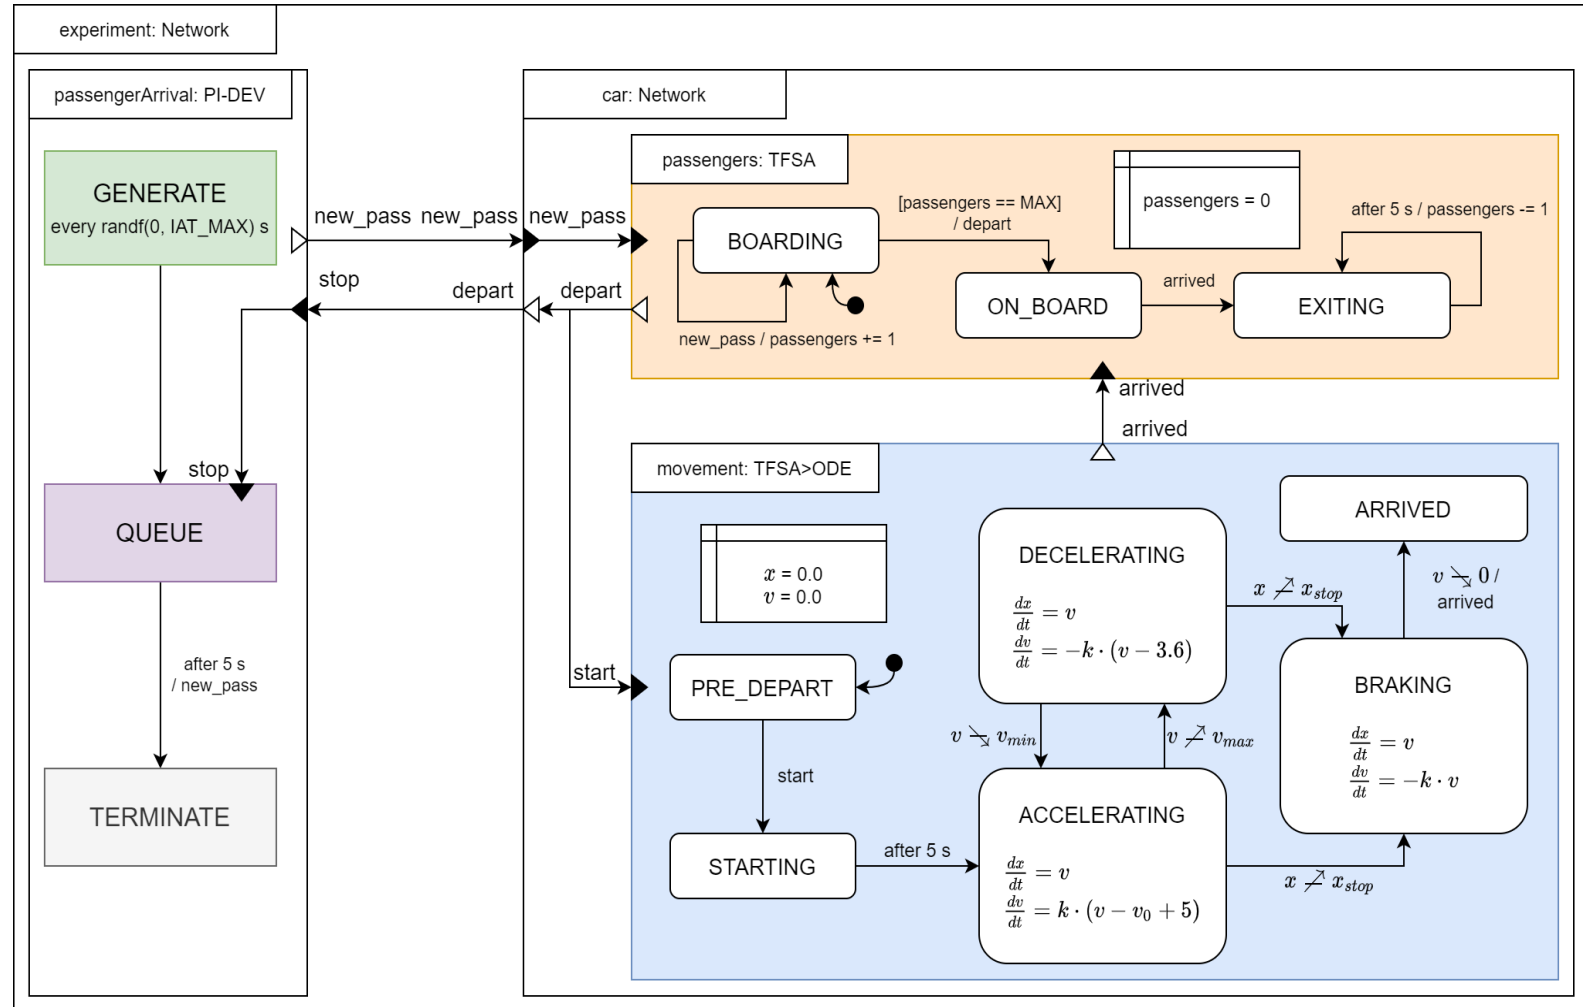 experiment: Network
passengerArrival: PI-DEV
GENERATE
every randf(0, IAT_MAX) s
new_pass
new_pass
new_pass
stop
depart
depart
stop
QUEUE
after 5 s
/ new_pass
TERMINATE
car: Network
passengers: TFSA
passengers = 0
BOARDING
[passengers == MAX]
/ depart
new_pass / passengers += 1
ON_BOARD
arrived
EXITING
after 5 s / passengers -= 1
arrived
arrived
movement: TFSA>ODE
x = 0.0
v = 0.0
start
PRE_DEPART
start
STARTING
after 5 s
DECELERATING
dx/dt = v
dv/dt = −k · (v − 3.6)
v ↘ v_min
v ↗ v_max
ACCELERATING
dx/dt = v
dv/dt = k · (v − v₀ + 5)
x ↗ x_stop
x ↗ x_stop
BRAKING
dx/dt = v
dv/dt = −k · v
v ↘ 0 /
arrived
ARRIVED